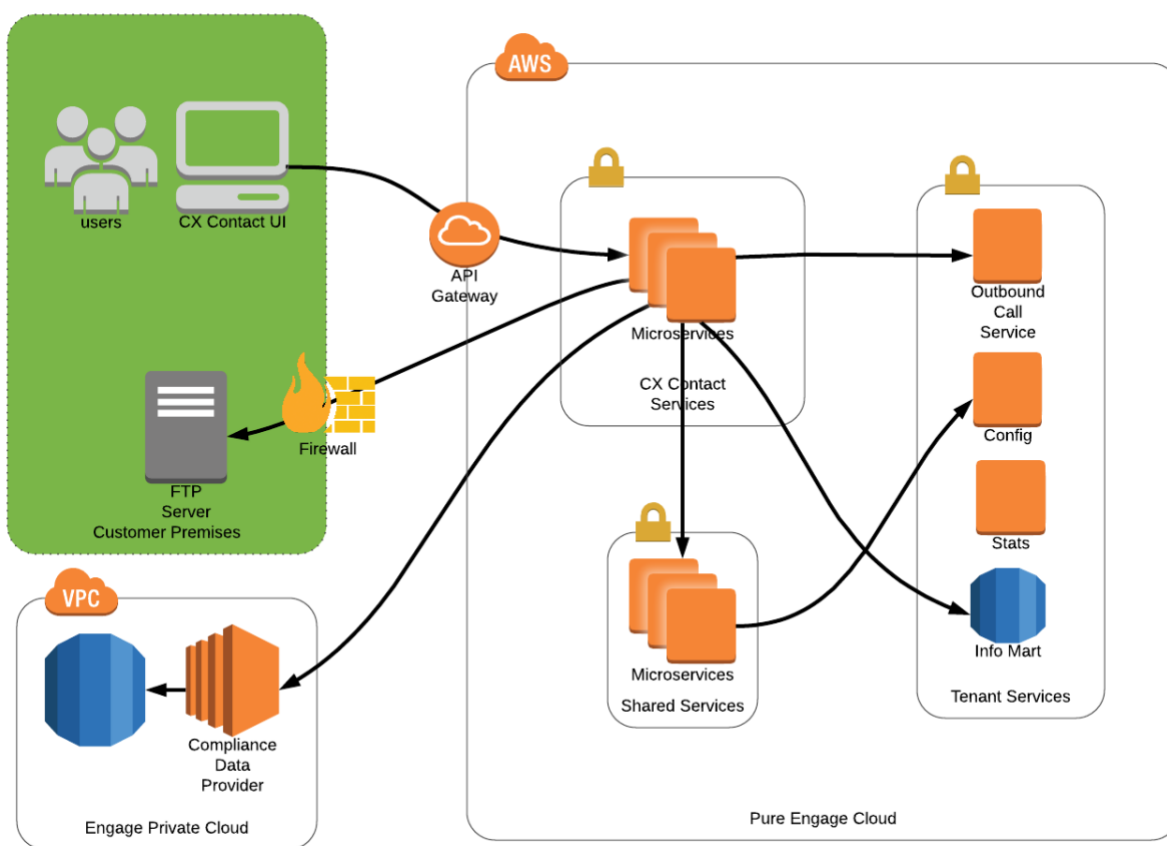 AWS
users
CX Contact UI
API
Gateway
Microservices
CX Contact
Services
Outbound
Call
Service
Config
Stats
Info Mart
Tenant Services
Firewall
FTP
Server
Customer Premises
Microservices
Shared Services
VPC
Compliance
Data
Provider
Engage Private Cloud
Pure Engage Cloud